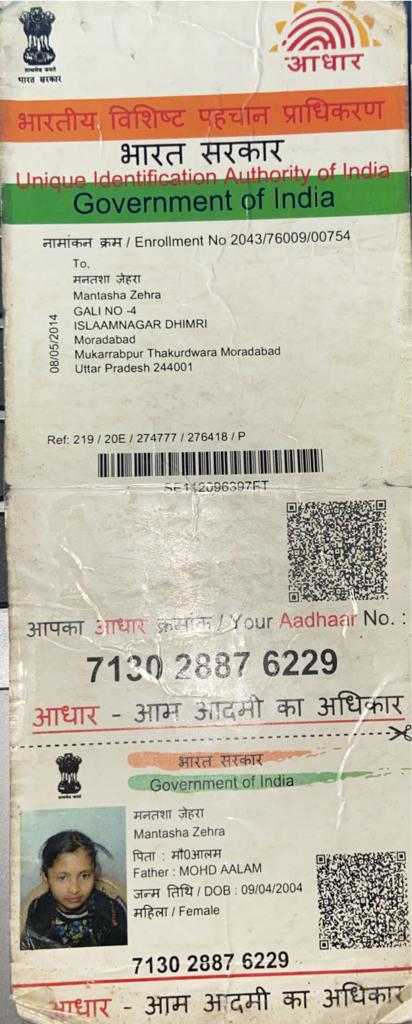 सत्यमेव जयते
भारत सरकार
आधार
भारतीय विशिष्ट पहचान प्राधिकरण
भारत सरकार
Unique Identification Authority of India
Government of India
नामांकन क्रम / Enrollment No 2043/76009/00754
To,
मनतशा ज़ेहरा
Mantasha Zehra
GALI NO -4
ISLAAMNAGAR DHIMRI
Moradabad
Mukarrabpur Thakurdwara Moradabad
Uttar Pradesh 244001
08/05/2014
Ref: 219 / 20E / 274777 / 276418 / P
SE112096397FT
आपका आधार क्रमांक / Your Aadhaar No. :
7130 2887 6229
आधार - आम आदमी का अधिकार
भारत सरकार
Government of India
मनतशा ज़ेहरा
Mantasha Zehra
पिता : मौ0आलम
Father : MOHD AALAM
जन्म तिथि / DOB : 09/04/2004
महिला / Female
7130 2887 6229
आधार - आम आदमी का अधिकार